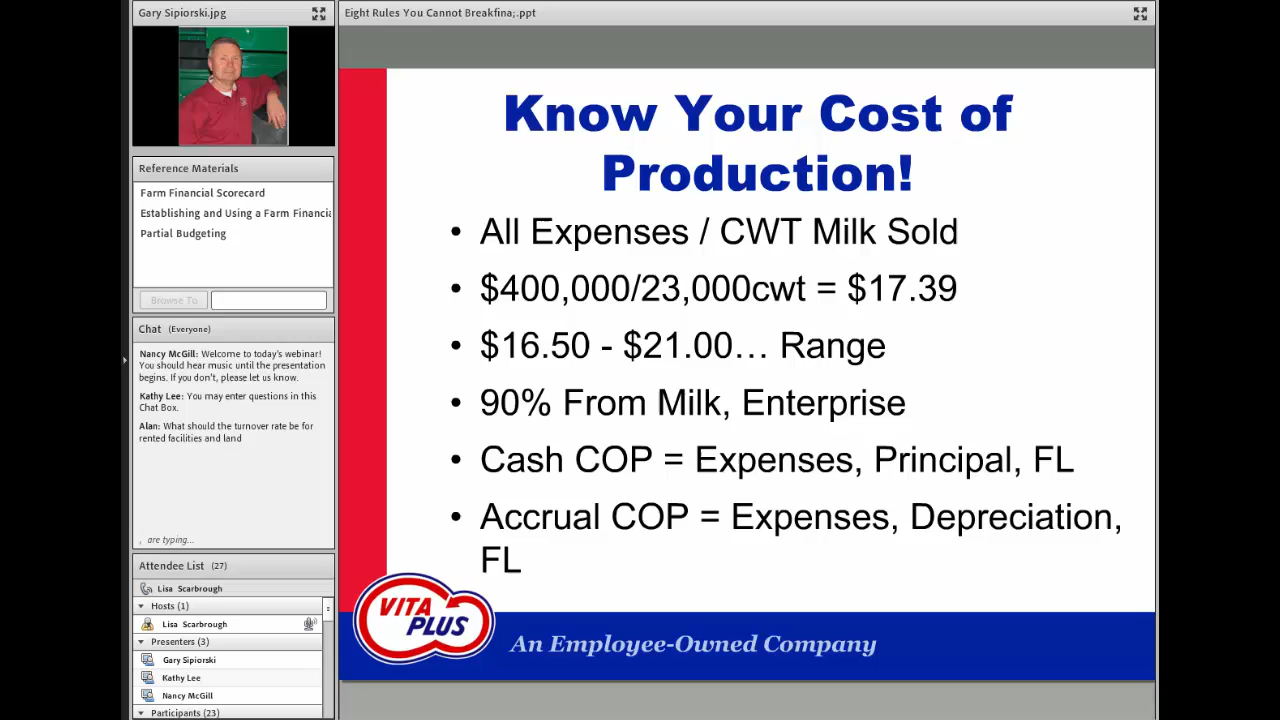 Gary Sipiorski.jpg
Reference Materials
Farm Financial Scorecard
Establishing and Using a Farm Financia
Partial Budgeting
Browse To
Chat (Everyone)
Nancy McGill: Welcome to today's webinar!
You should hear music until the presentation
begins. If you don't, please let us know.
Kathy Lee: You may enter questions in this
Chat Box.
Alan: What should the turnover rate be for
rented facilities and land
, are typing...
Attendee List (27)
Lisa Scarbrough
Hosts (1)
Lisa Scarbrough
Presenters (3)
Gary Sipiorski
Kathy Lee
Nancy McGill
Participants (23)
Eight Rules You Cannot Breakfina;.ppt
Know Your Cost of
Production!
• All Expenses / CWT Milk Sold
• $400,000/23,000cwt = $17.39
• $16.50 - $21.00... Range
• 90% From Milk, Enterprise
• Cash COP = Expenses, Principal, FL
• Accrual COP = Expenses, Depreciation,
FL
VITA
PLUS
An Employee-Owned Company